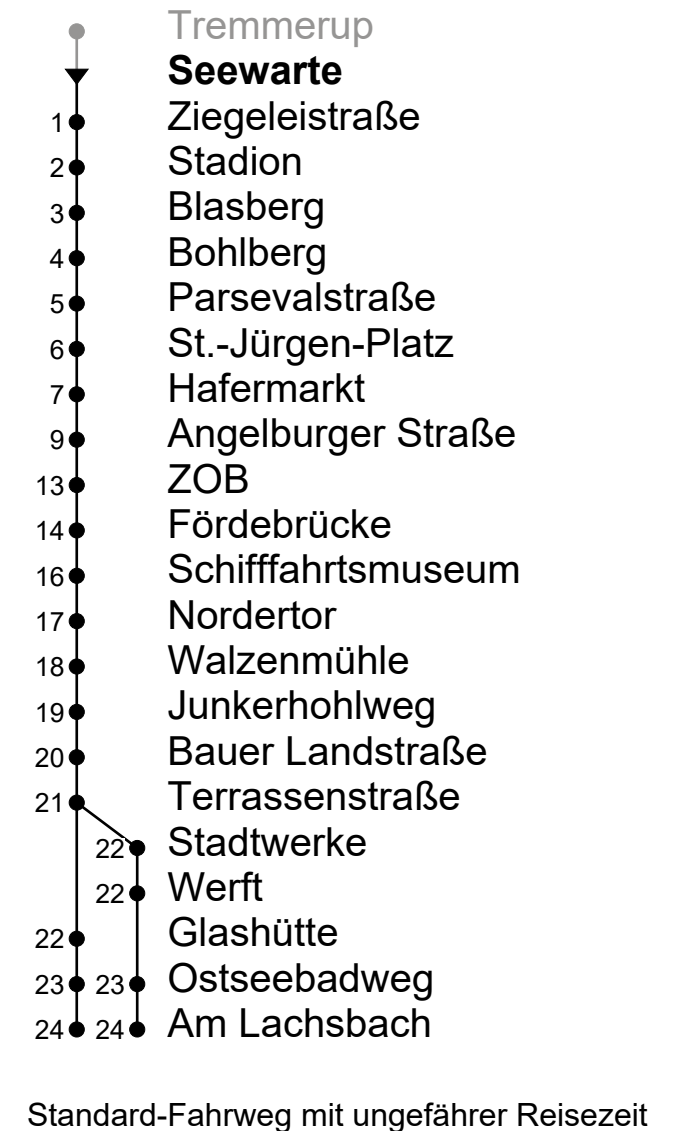 Tremmerup
Seewarte
1 Ziegeleistraße
2 Stadion
3 Blasberg
4 Bohlberg
5 Parsevalstraße
6 St.-Jürgen-Platz
7 Hafermarkt
9 Angelburger Straße
13 ZOB
14 Fördebrücke
16 Schifffahrtsmuseum
17 Nordertor
18 Walzenmühle
19 Junkerhohlweg
20 Bauer Landstraße
21 Terrassenstraße
22 Stadtwerke
22 Werft
22 Glashütte
23 23 Ostseebadweg
24 24 Am Lachsbach
Standard-Fahrweg mit ungefährer Reisezeit